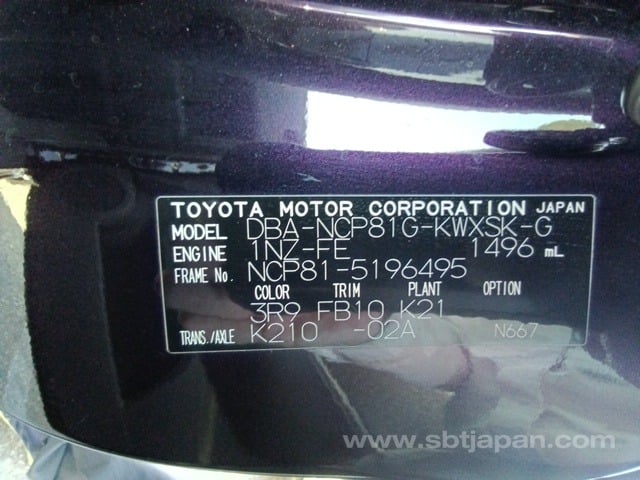 TOYOTA MOTOR CORPORATION JAPAN
MODEL DBA-NCP81G-KWXSK-G
ENGINE 1NZ-FE 1496 mL
FRAME No. NCP81-5196495
COLOR TRIM PLANT OPTION
3R9 FB10 K21
TRANS./AXLE K210 -02A N667
www.sbtjapan.com